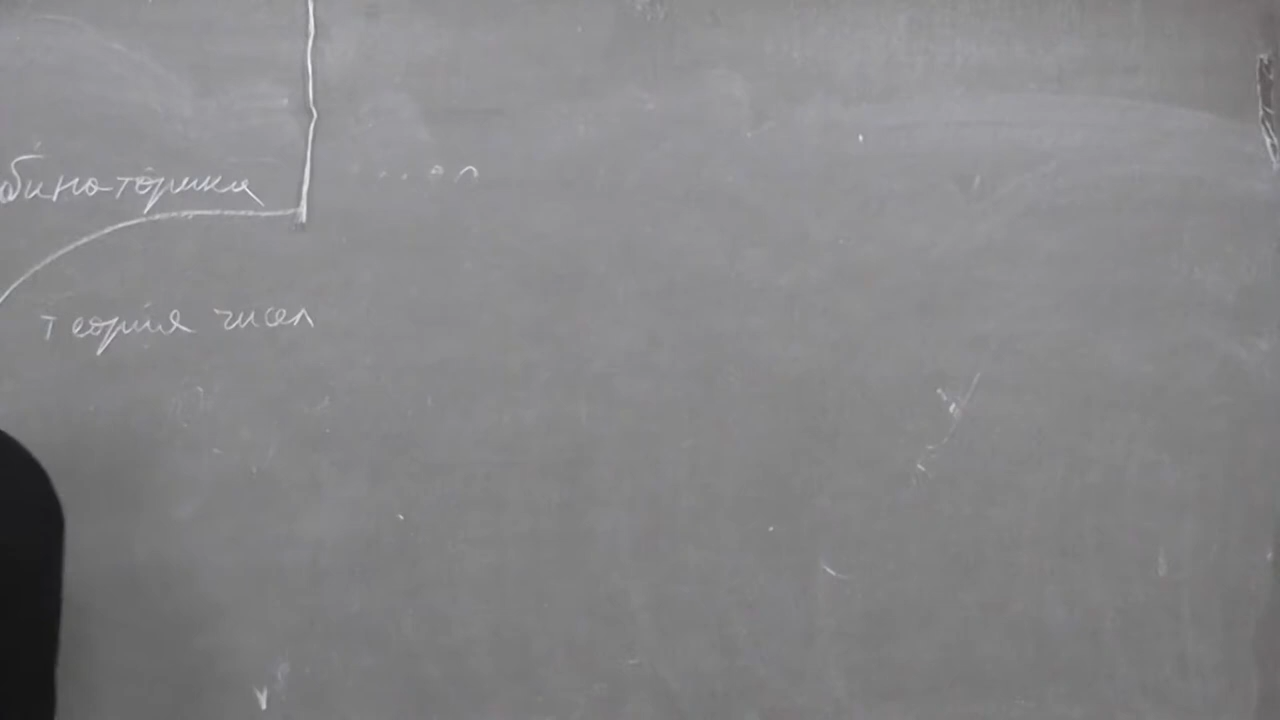 бинаторика
теория чисел